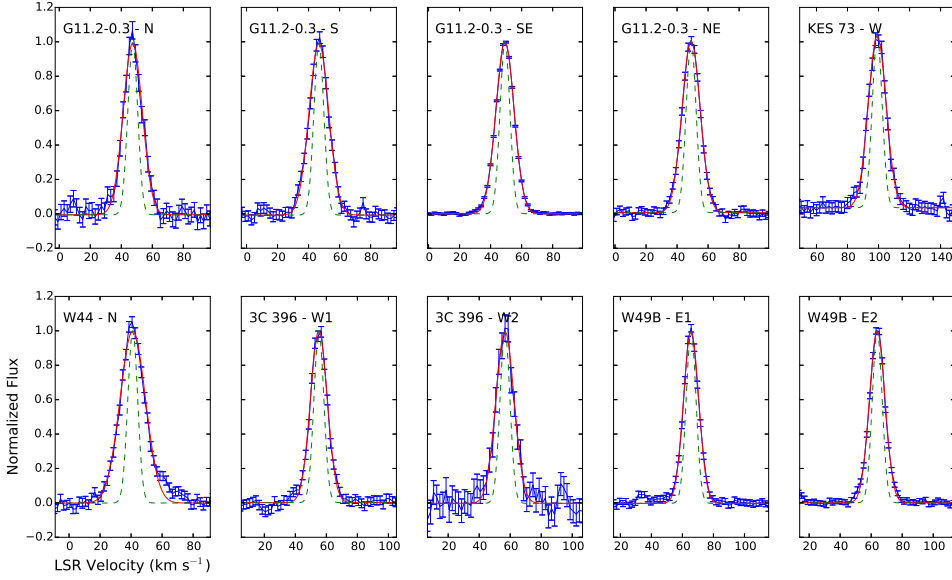 G11.2-0.3 - N
G11.2-0.3 - S
G11.2-0.3 - SE
G11.2-0.3 - NE
KES 73 - W
1.2
1.0
0.8
0.6
0.4
0.2
0.0
−0.2
0 20 40 60 80
0 20 40 60 80
0 20 40 60 80
0 20 40 60 80
60 80 100 120 140
W44 - N
3C 396 - W1
3C 396 - W2
W49B - E1
W49B - E2
1.2
1.0
0.8
0.6
0.4
0.2
0.0
−0.2
Normalized Flux
0 20 40 60 80
20 40 60 80 100
20 40 60 80 100
20 40 60 80 100
20 40 60 80 100
LSR Velocity (km s⁻¹)